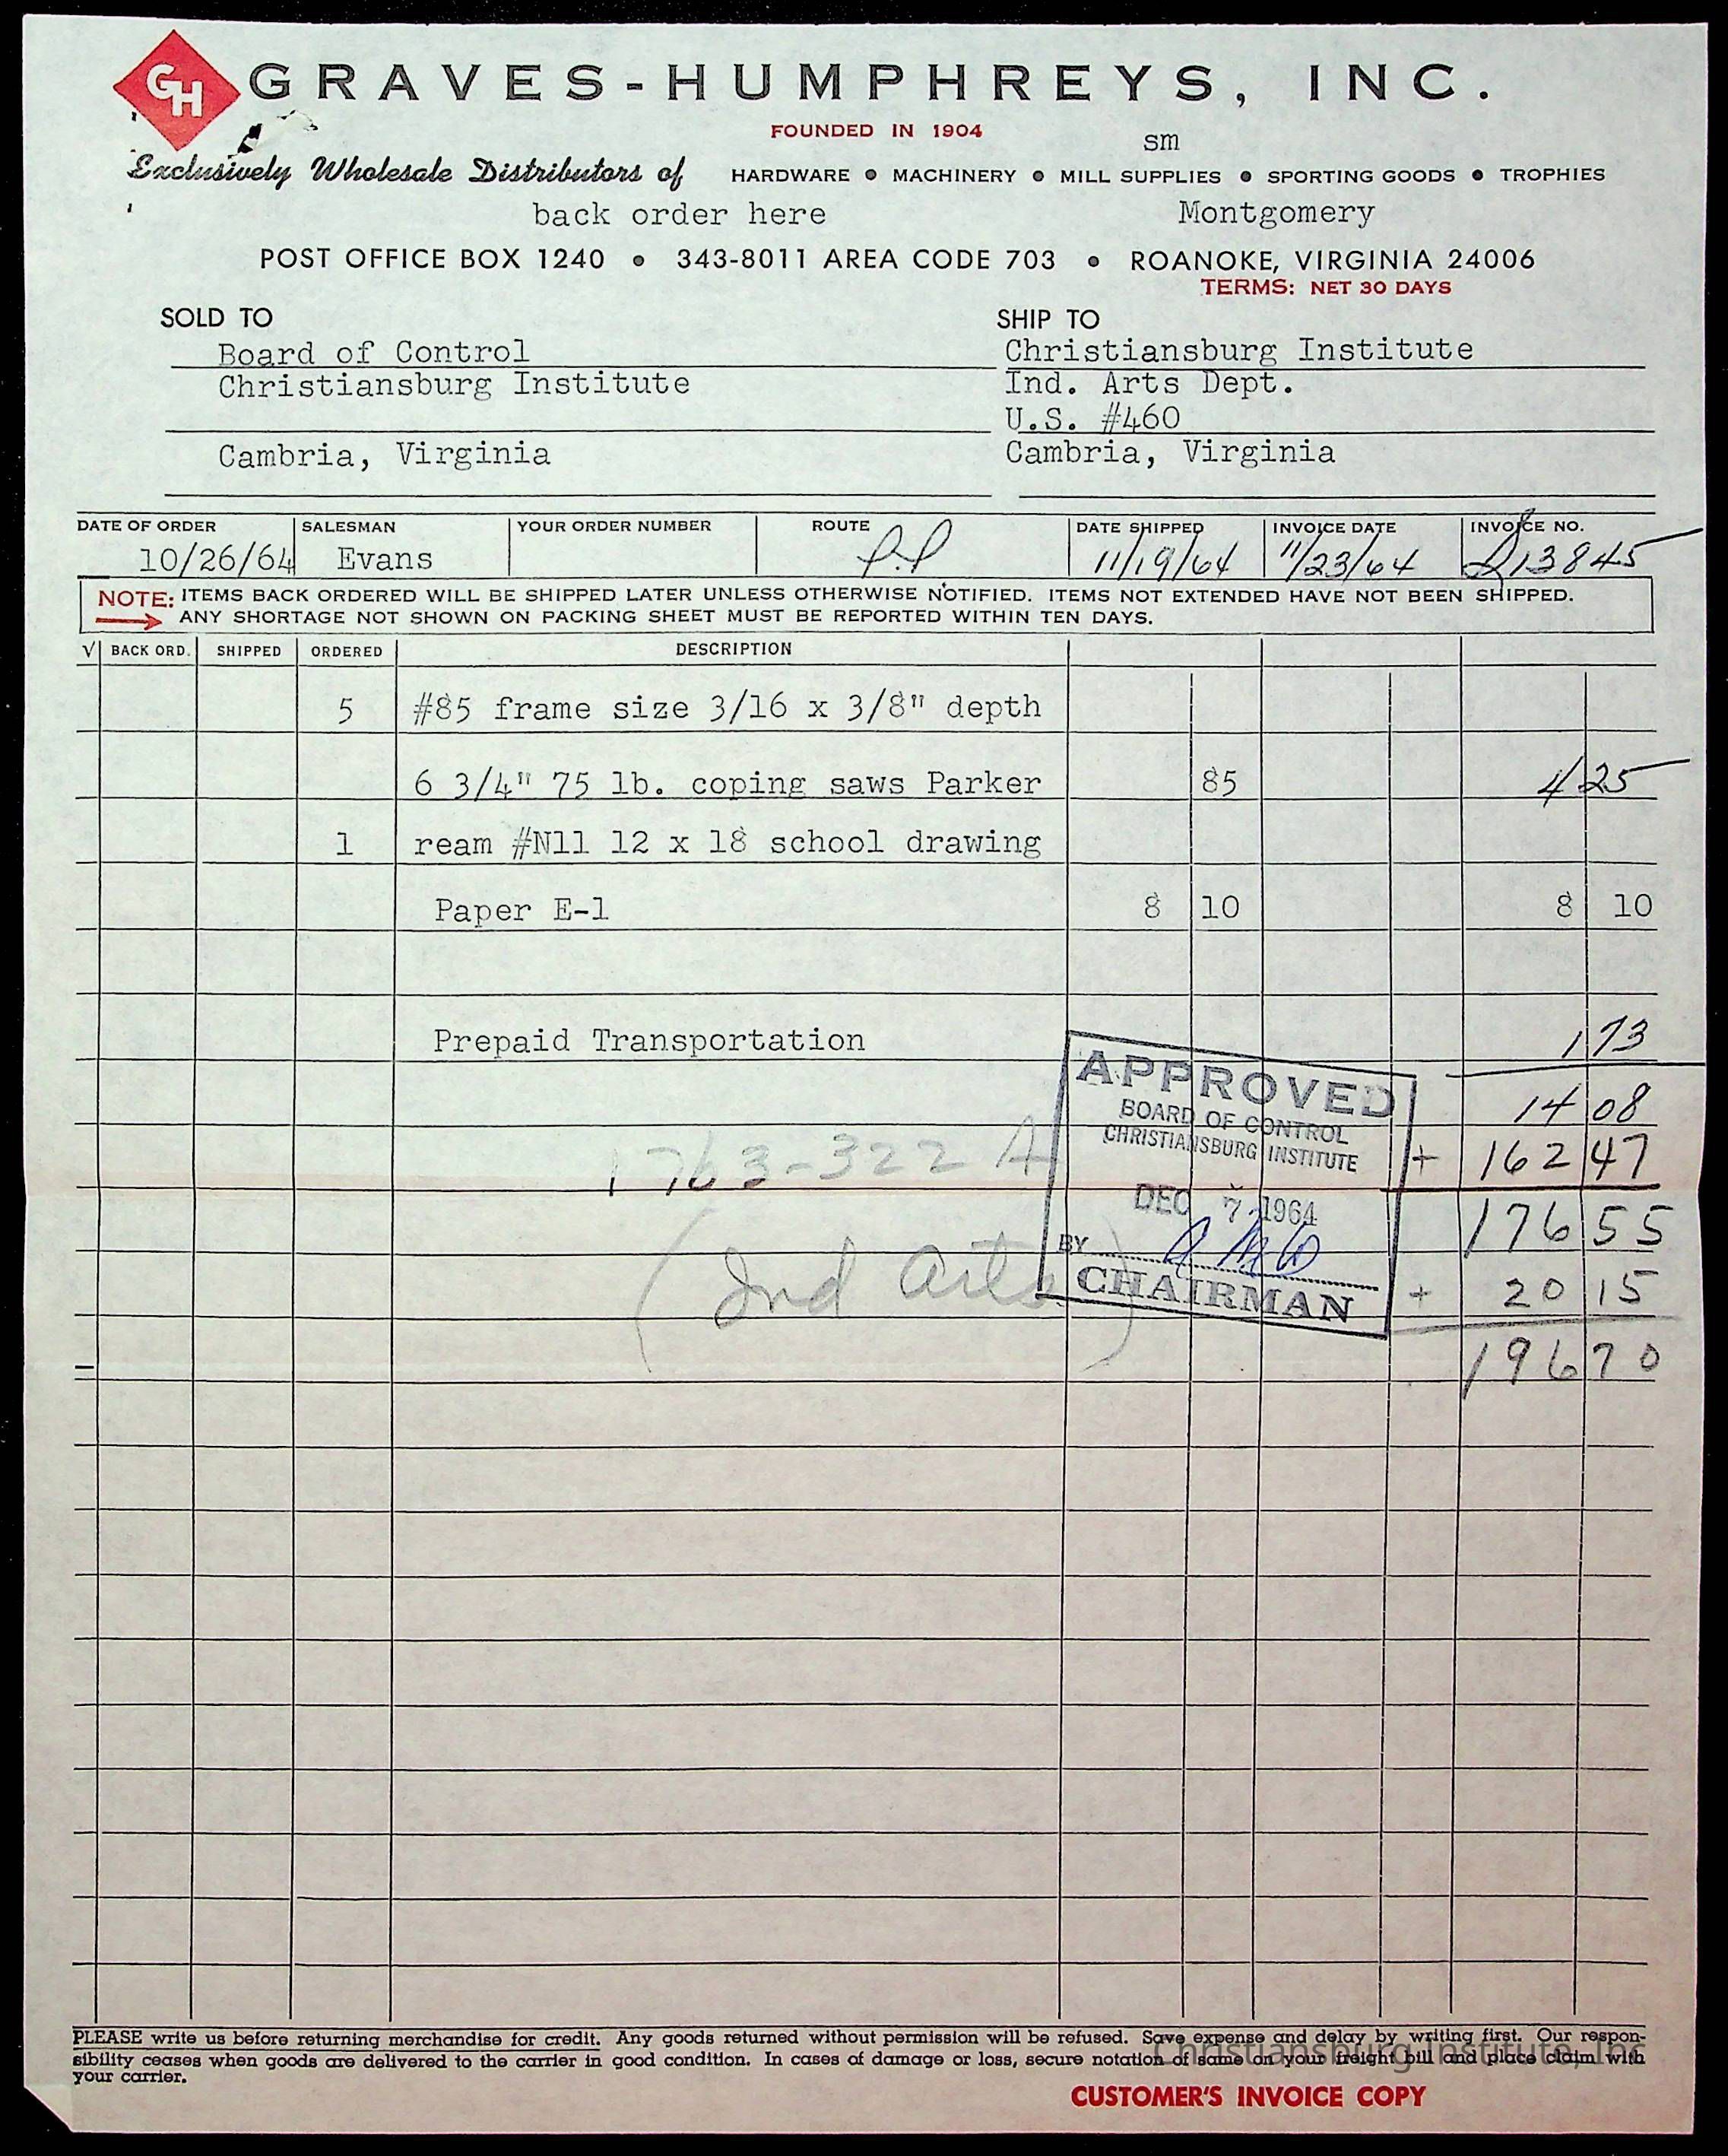 GH GRAVES-HUMPHREYS, INC.
FOUNDED IN 1904
sm
Exclusively Wholesale Distributors of HARDWARE • MACHINERY • MILL SUPPLIES • SPORTING GOODS • TROPHIES
back order here Montgomery
POST OFFICE BOX 1240 • 343-8011 AREA CODE 703 • ROANOKE, VIRGINIA 24006
TERMS: NET 30 DAYS
SOLD TO SHIP TO
Board of Control Christiansburg Institute
Christiansburg Institute Ind. Arts Dept.
U.S. #460
Cambria, Virginia Cambria, Virginia
DATE OF ORDER SALESMAN YOUR ORDER NUMBER ROUTE DATE SHIPPED INVOICE DATE INVOICE NO.
10/26/64 Evans P.P 11/19/64 11/23/64 213845
NOTE: ITEMS BACK ORDERED WILL BE SHIPPED LATER UNLESS OTHERWISE NOTIFIED. ITEMS NOT EXTENDED HAVE NOT BEEN SHIPPED.
ANY SHORTAGE NOT SHOWN ON PACKING SHEET MUST BE REPORTED WITHIN TEN DAYS.
√ BACK ORD. SHIPPED ORDERED DESCRIPTION
5 #85 frame size 3/16 x 3/8" depth
6 3/4" 75 lb. coping saws Parker 85 4 25
1 ream #N11 12 x 18 school drawing
Paper E-1 8 10 8 10
Prepaid Transportation 1 73
APPROVED
14 08
BOARD OF CONTROL
CHRISTIANSBURG INSTITUTE
1763-322 A + 162 47
DEC 7 1964
176 55
BY
(Ind Arts)
CHAIRMAN + 20 15
196 70
PLEASE write us before returning merchandise for credit. Any goods returned without permission will be refused. Save expense and delay by writing first. Our respon-
sibility ceases when goods are delivered to the carrier in good condition. In cases of damage or loss, secure notation of same on your freight bill and place claim with
your carrier.
Christiansburg Institute, Inc
CUSTOMER'S INVOICE COPY